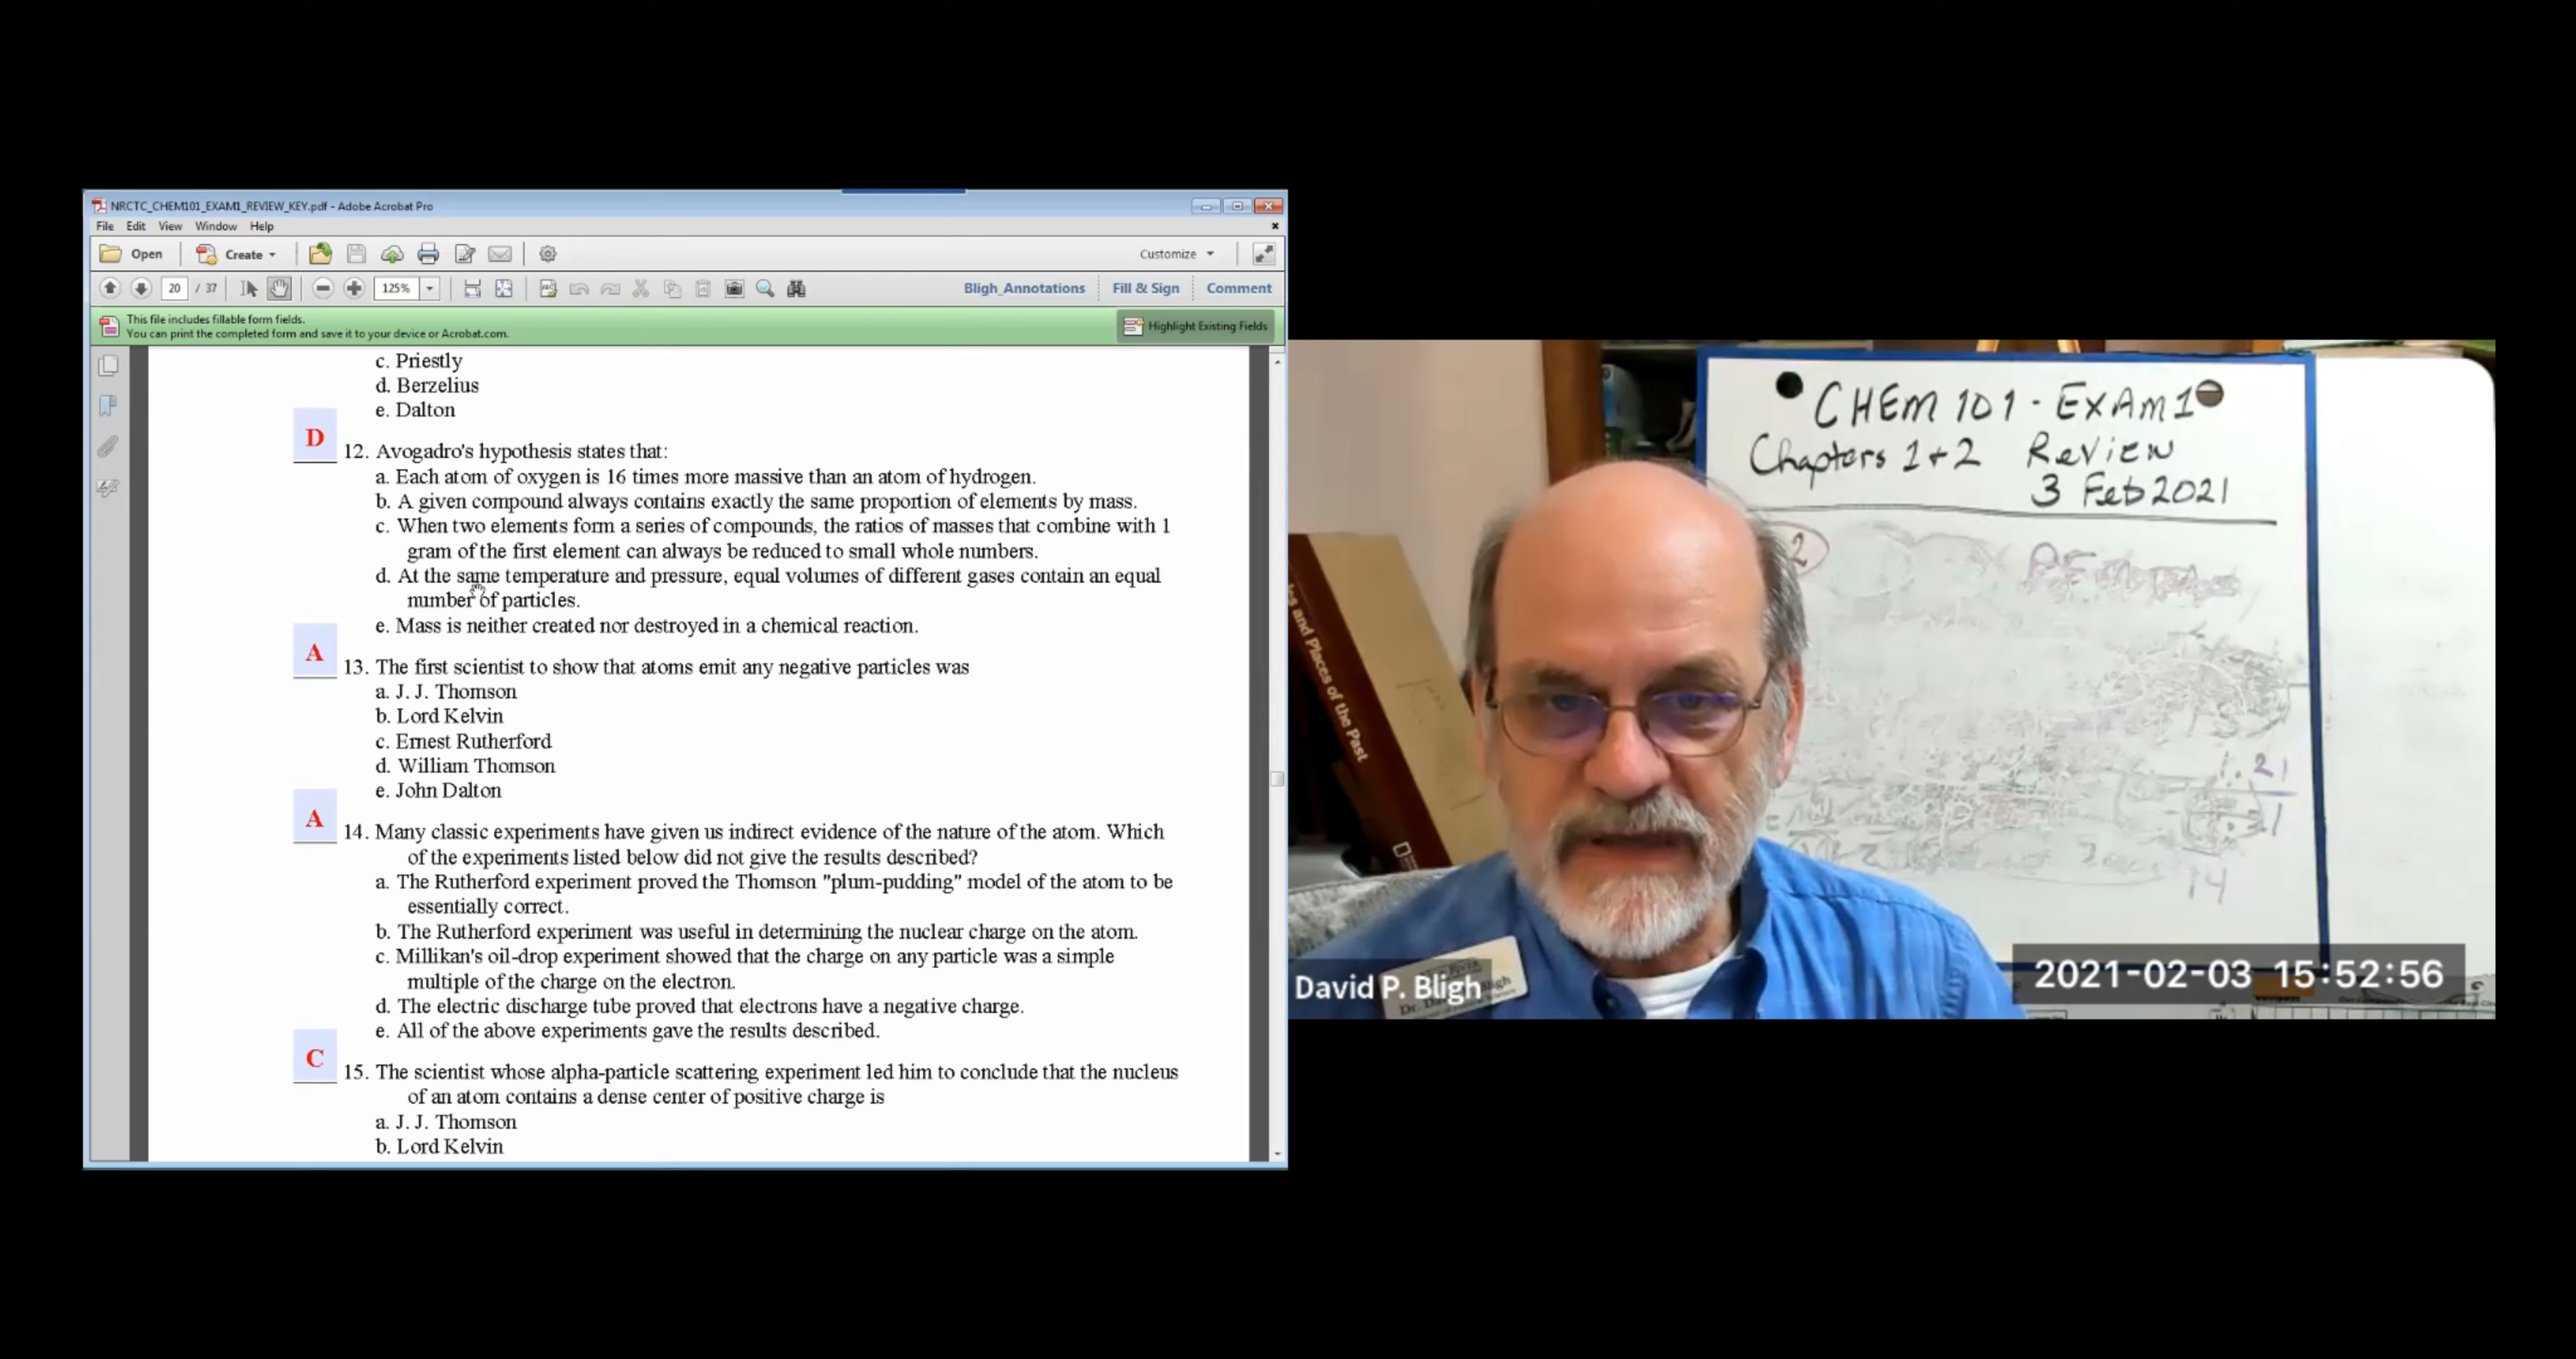 NRCTC_CHEM101_EXAM1_REVIEW_KEY.pdf - Adobe Acrobat Pro
File Edit View Window Help
Open Create Customize
20 / 37 125% Bligh_Annotations Fill & Sign Comment
This file includes fillable form fields.
You can print the completed form and save it to your device or Acrobat.com.
Highlight Existing Fields
c. Priestly
d. Berzelius
e. Dalton
D
12. Avogadro's hypothesis states that:
a. Each atom of oxygen is 16 times more massive than an atom of hydrogen.
b. A given compound always contains exactly the same proportion of elements by mass.
c. When two elements form a series of compounds, the ratios of masses that combine with 1
gram of the first element can always be reduced to small whole numbers.
d. At the same temperature and pressure, equal volumes of different gases contain an equal
number of particles.
e. Mass is neither created nor destroyed in a chemical reaction.
A
13. The first scientist to show that atoms emit any negative particles was
a. J. J. Thomson
b. Lord Kelvin
c. Ernest Rutherford
d. William Thomson
e. John Dalton
A
14. Many classic experiments have given us indirect evidence of the nature of the atom. Which
of the experiments listed below did not give the results described?
a. The Rutherford experiment proved the Thomson "plum-pudding" model of the atom to be
essentially correct.
b. The Rutherford experiment was useful in determining the nuclear charge on the atom.
c. Millikan's oil-drop experiment showed that the charge on any particle was a simple
multiple of the charge on the electron.
d. The electric discharge tube proved that electrons have a negative charge.
e. All of the above experiments gave the results described.
C
15. The scientist whose alpha-particle scattering experiment led him to conclude that the nucleus
of an atom contains a dense center of positive charge is
a. J. J. Thomson
b. Lord Kelvin
CHEM 101 - EXAM 1
Chapters 1+2 Review
3 Feb 2021
and Places of the Past
14
David P. Bligh
2021-02-03 15:52:56